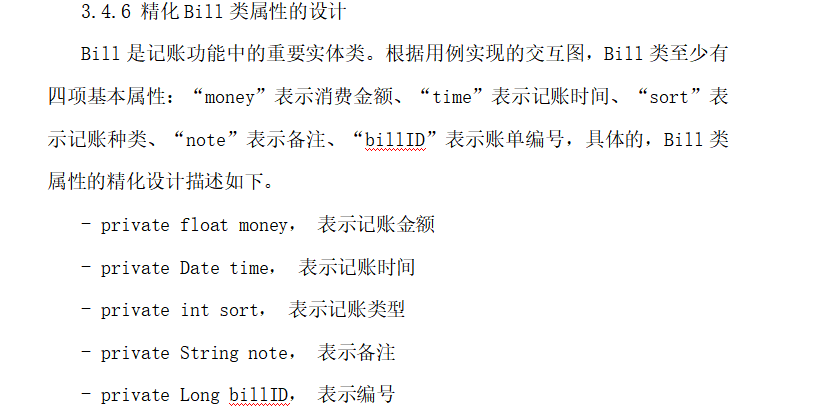 3.4.6 精化Bill类属性的设计
Bill是记账功能中的重要实体类。根据用例实现的交互图，Bill类至少有
四项基本属性：“money”表示消费金额、“time”表示记账时间、“sort”表
示记账种类、“note”表示备注、“billID”表示账单编号，具体的，Bill类
属性的精化设计描述如下。
- private float money， 表示记账金额
- private Date time， 表示记账时间
- private int sort， 表示记账类型
- private String note， 表示备注
- private Long billID， 表示编号